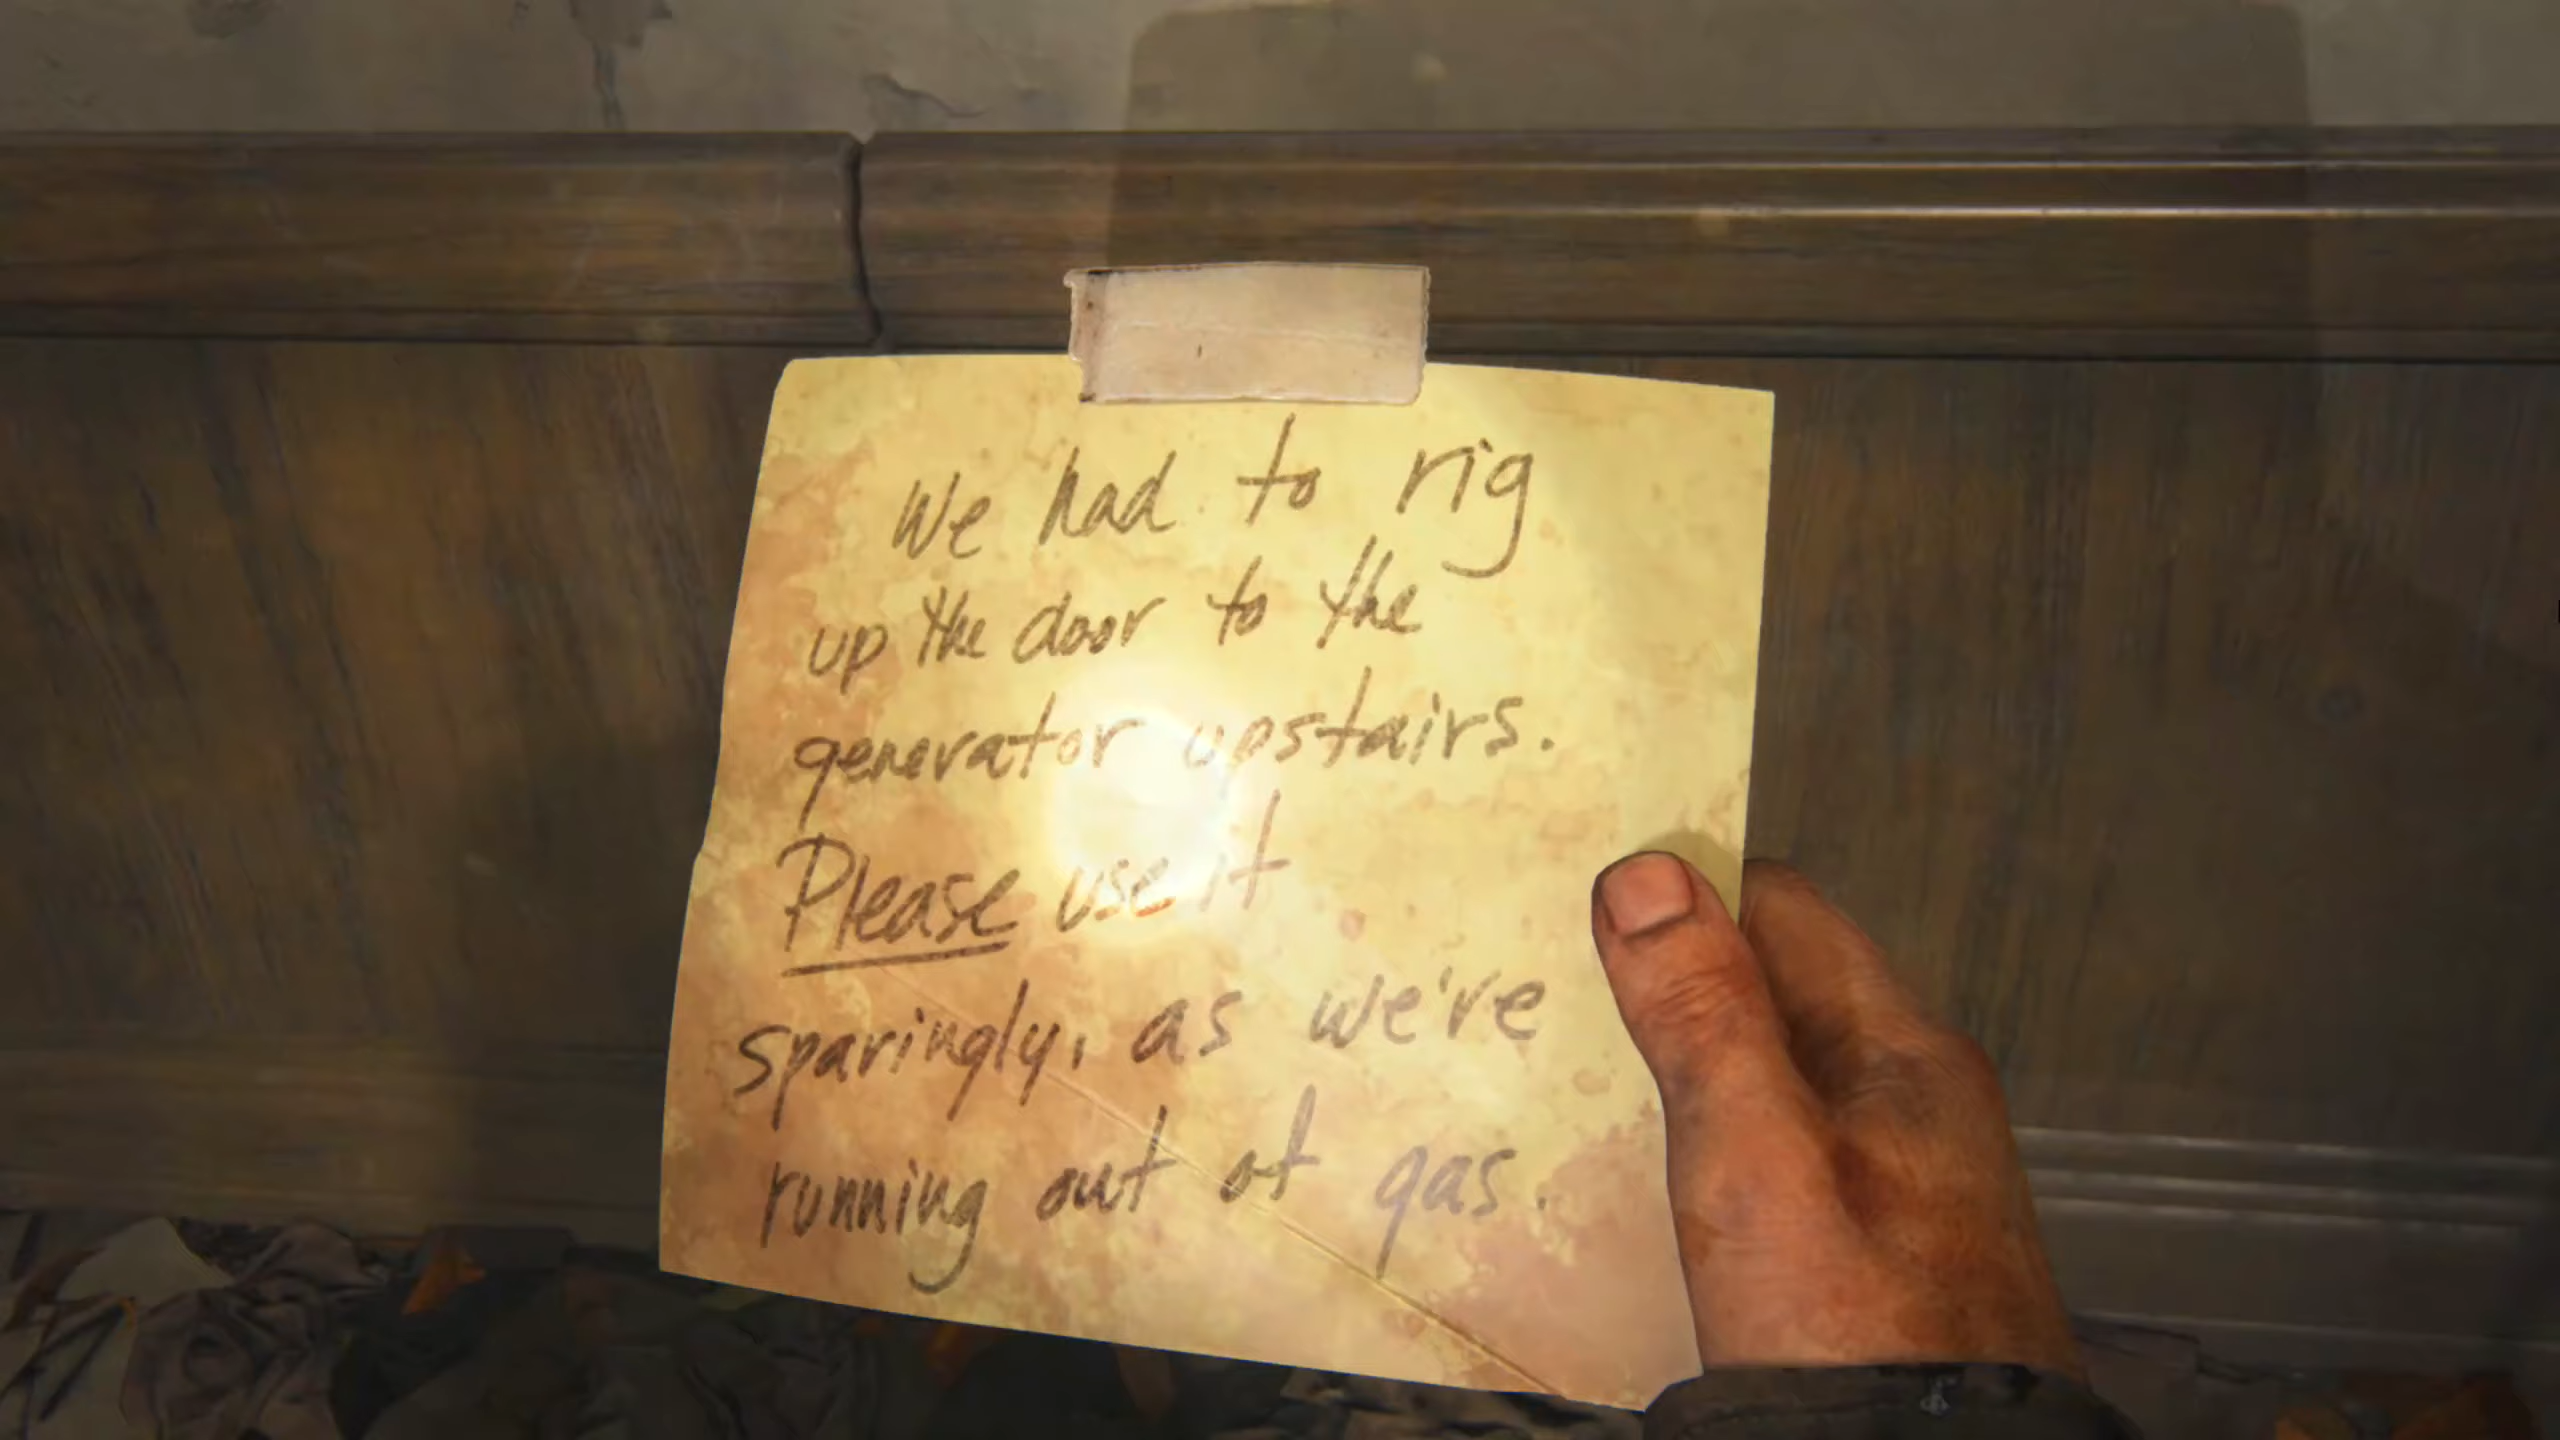 We had to rig
up the door to the
generator upstairs.
Please use it
sparingly, as we're
running out of gas.